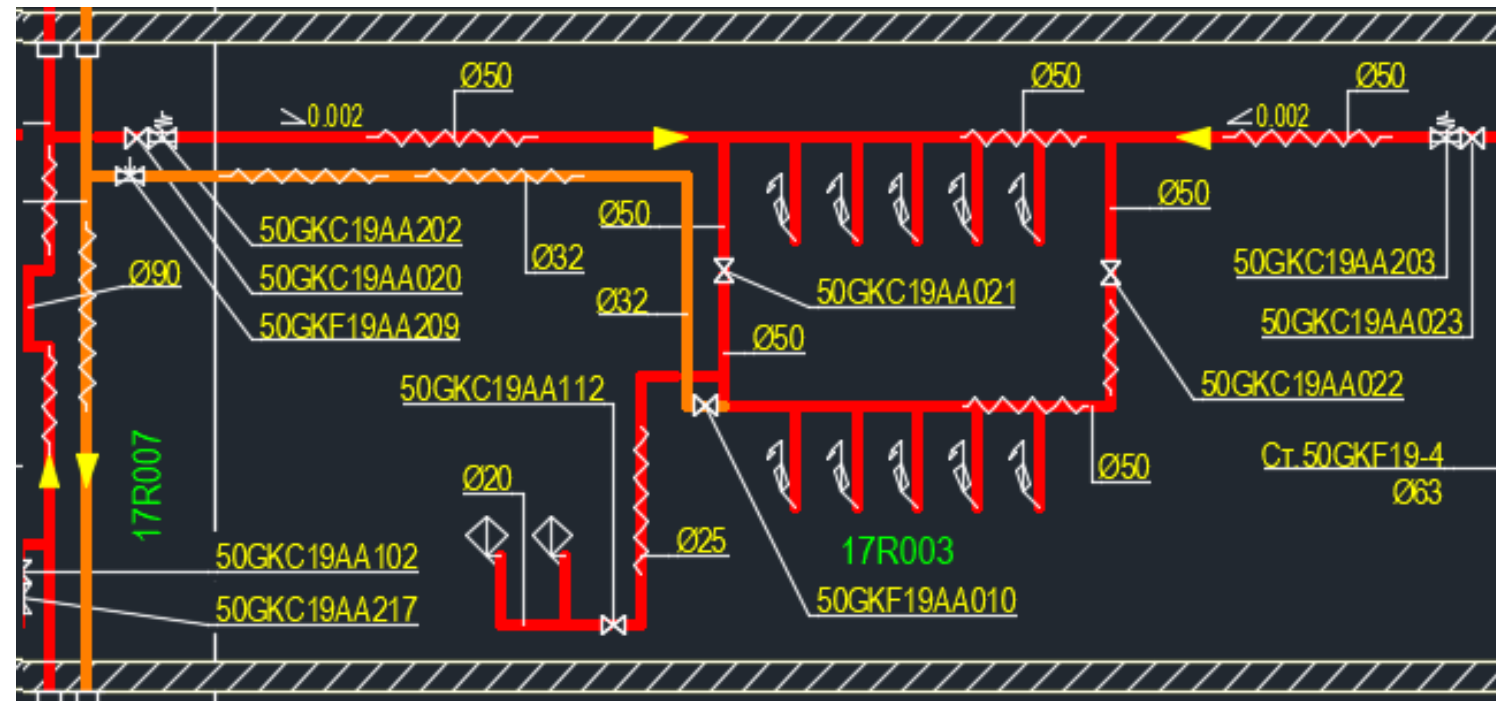 Ø50
Ø50
Ø50
0.002
0.002
50GKC19AA202
Ø50
Ø50
50GKC19AA020
Ø32
50GKC19AA203
Ø90
50GKF19AA209
Ø32
50GKC19AA021
50GKC19AA023
Ø50
50GKC19AA112
50GKC19AA022
17R007
Ø20
Ø50
Ст.50GKF19-4
Ø63
Ø25
17R003
50GKC19AA102
50GKC19AA217
50GKF19AA010